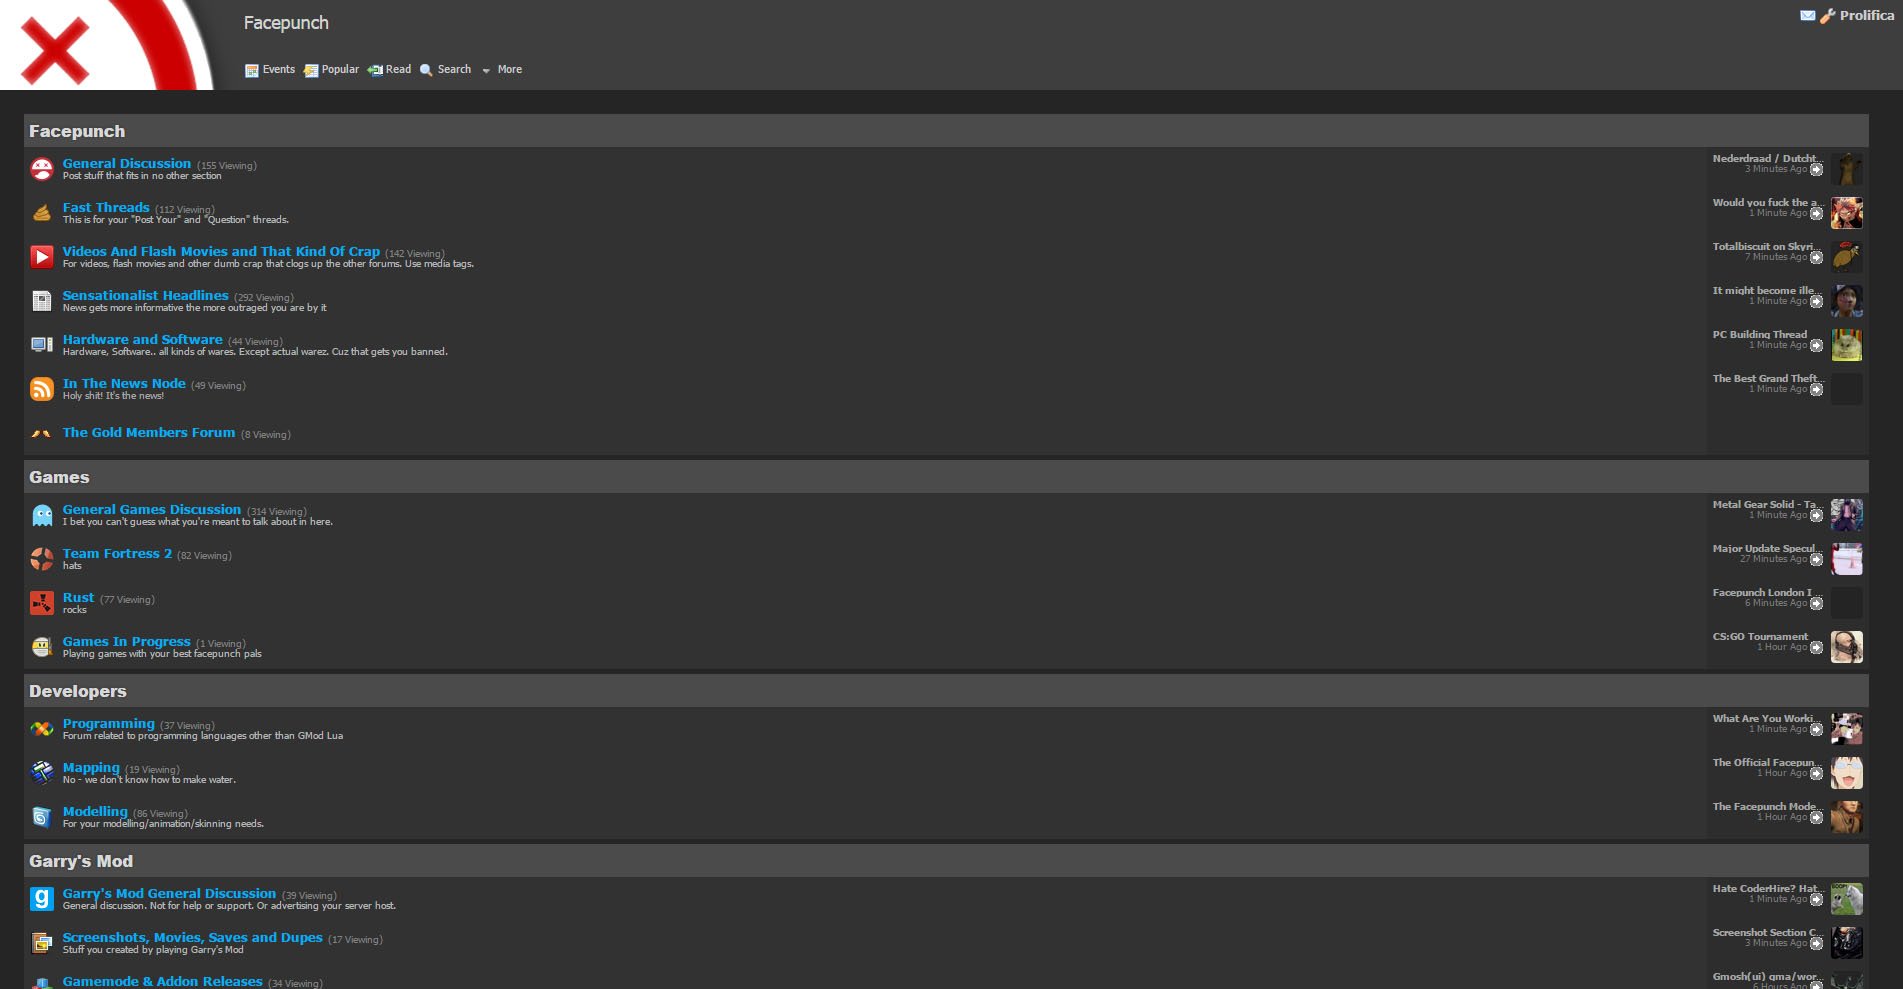 Facepunch
Prolifica
Events Popular Read Search More
Facepunch
General Discussion (155 Viewing)
Post stuff that fits in no other section
Nederdraad / Dutcht...
3 Minutes Ago
Fast Threads (112 Viewing)
This is for your "Post Your" and "Question" threads.
Would you fuck the a...
1 Minute Ago
Videos And Flash Movies and That Kind Of Crap (142 Viewing)
For videos, flash movies and other dumb crap that clogs up the other forums. Use media tags.
Totalbiscuit on Skyri...
7 Minutes Ago
Sensationalist Headlines (292 Viewing)
News gets more informative the more outraged you are by it
It might become ille...
1 Minute Ago
Hardware and Software (44 Viewing)
Hardware, Software.. all kinds of wares. Except actual warez. Cuz that gets you banned.
PC Building Thread
1 Minute Ago
In The News Node (49 Viewing)
Holy shit! It's the news!
The Best Grand Theft...
1 Minute Ago
The Gold Members Forum (8 Viewing)
Games
General Games Discussion (314 Viewing)
I bet you can't guess what you're meant to talk about in here.
Metal Gear Solid - Ta...
1 Minute Ago
Team Fortress 2 (82 Viewing)
hats
Major Update Specul...
27 Minutes Ago
Rust (77 Viewing)
rocks
Facepunch London I ...
6 Minutes Ago
Games In Progress (1 Viewing)
Playing games with your best facepunch pals
CS:GO Tournament
1 Hour Ago
Developers
Programming (37 Viewing)
Forum related to programming languages other than GMod Lua
What Are You Worki...
1 Minute Ago
Mapping (19 Viewing)
No - we don't know how to make water.
The Official Facepun...
1 Hour Ago
Modelling (86 Viewing)
For your modelling/animation/skinning needs.
The Facepunch Mode...
1 Hour Ago
Garry's Mod
Garry's Mod General Discussion (39 Viewing)
General discussion. Not for help or support. Or advertising your server host.
Hate CoderHire? Hat...
1 Minute Ago
Screenshots, Movies, Saves and Dupes (17 Viewing)
Stuff you created by playing Garry's Mod
Screenshot Section C...
3 Minutes Ago
Gamemode & Addon Releases (34 Viewing)
Gmosh(ui) gma/wor...
6 Hours Ago